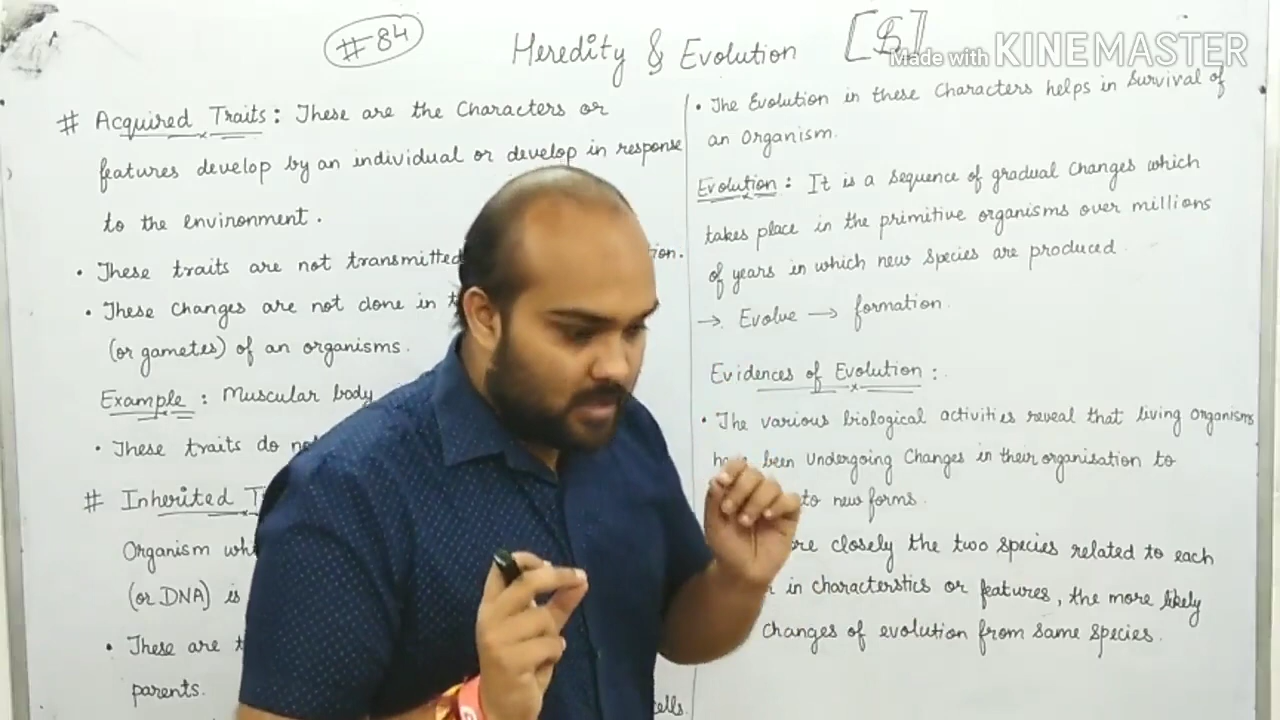 #84
Heredity & Evolution
Made with KINEMASTER
# Acquired Traits : These are the Characters or
features develop by an individual or develop in response
to the environment.
• These traits are not transmitted
• These Changes are not done in
(or gametes) of an organisms.
Example : Muscular body
• These traits do
# Inherited
Organism
(or DNA) is
• These are
parents.
• The Evolution in these Characters helps in Survival of
an Organism.
Evolution : It is a Sequence of gradual Changes which
takes place in the primitive organisms over millions
of years in which new Species are produced.
→ Evolve → formation.
Evidences of Evolution :
• The various biological activities reveal that living organisms
been undergoing Changes in their organisation to
to new forms.
closely the two species related to each
in characterstics or features, the more likely
changes of evolution from same species.